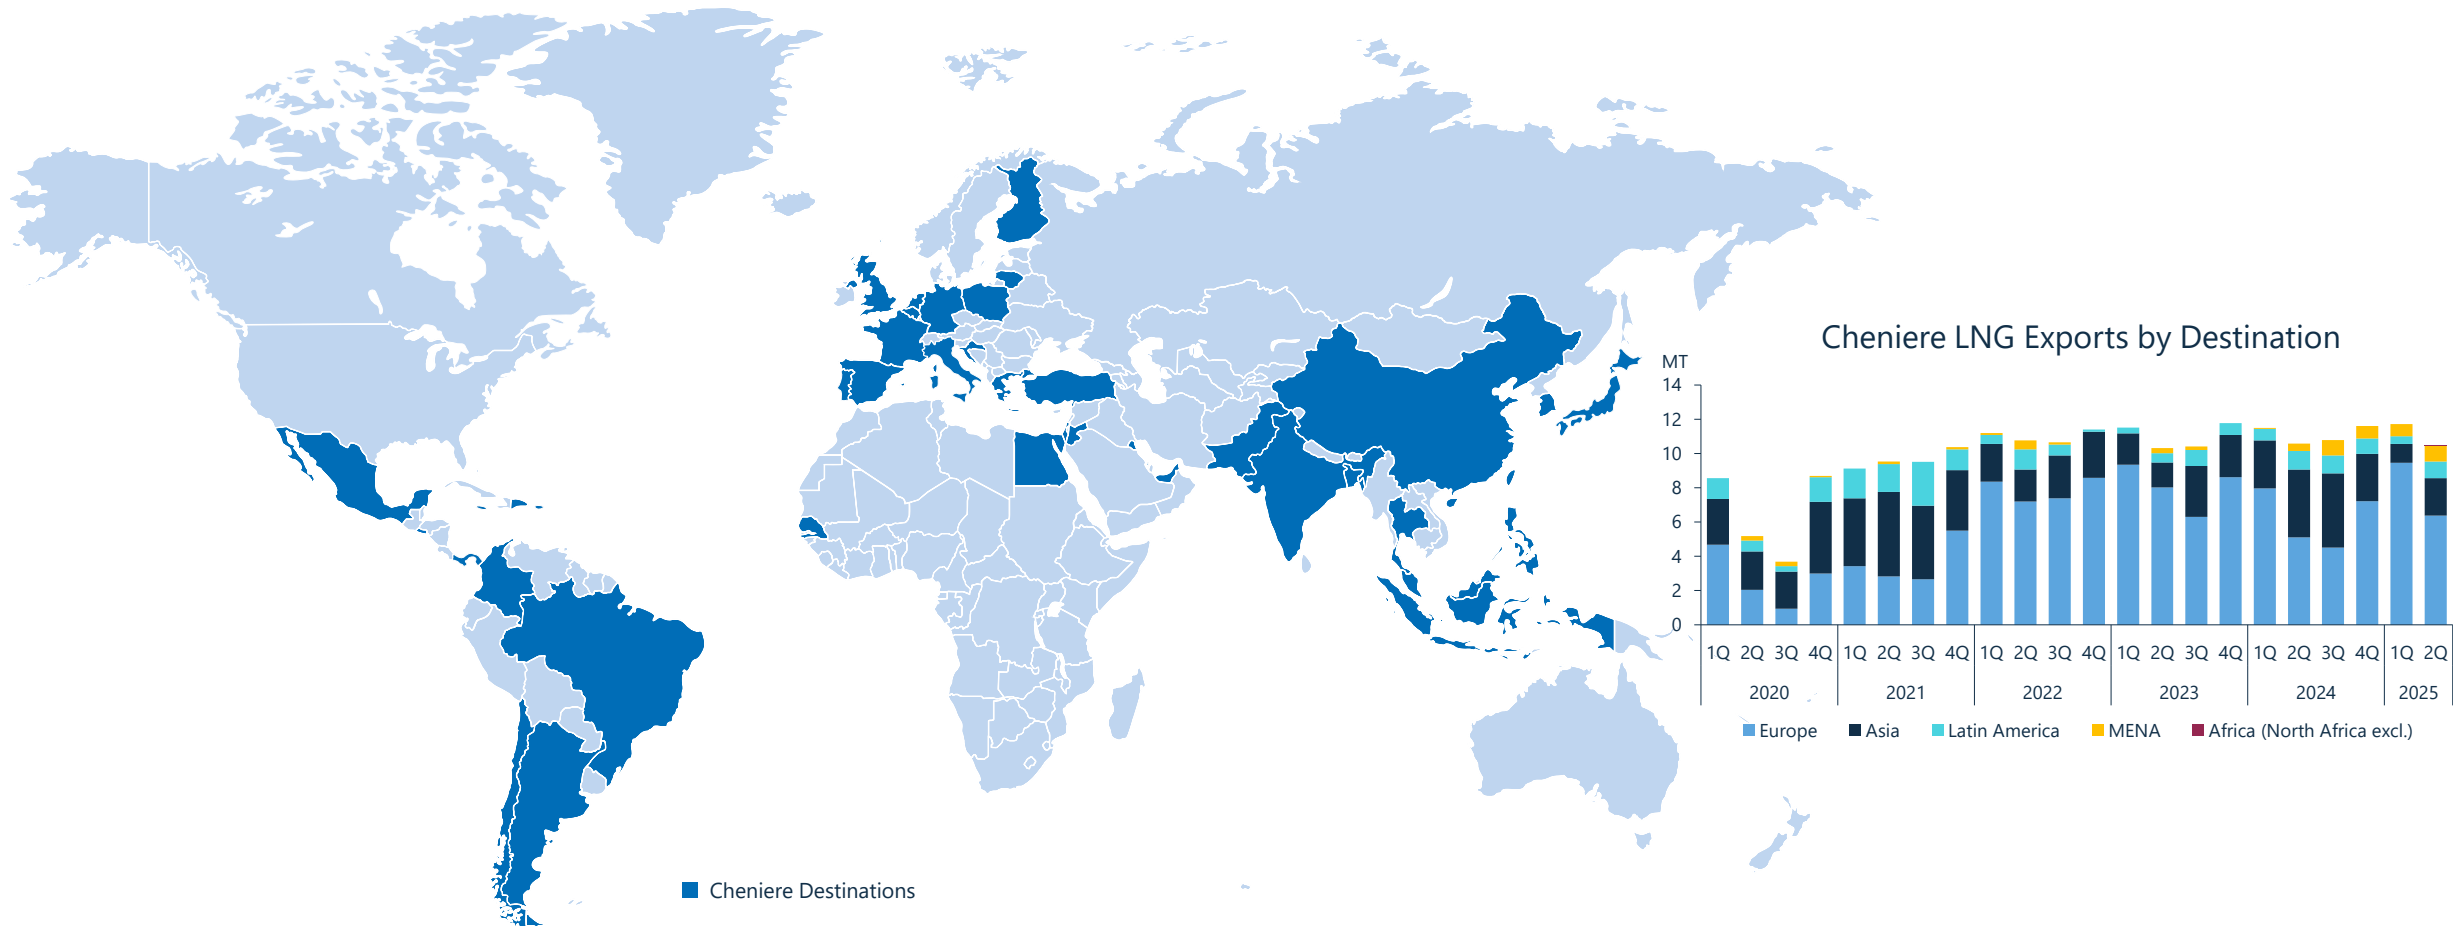 Cheniere LNG Exports by Destination
MT
14
12
10
8
6
4
2
0
1Q 2Q 3Q 4Q 1Q 2Q 3Q 4Q 1Q 2Q 3Q 4Q 1Q 2Q 3Q 4Q 1Q 2Q 3Q 4Q 1Q 2Q
2020 2021 2022 2023 2024 2025
Europe Asia Latin America MENA Africa (North Africa excl.)
Cheniere Destinations